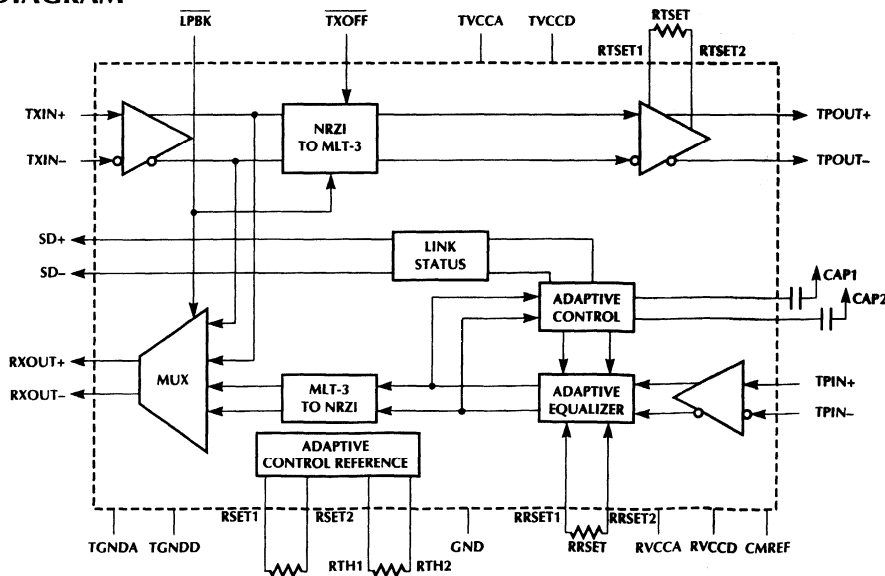 DIAGRAM
LPBK
TXOFF
TVCCA
TVCCD
RTSET
RTSET1
RTSET2
TXIN+
NRZI
TO MLT-3
TPOUT+
TXIN–
TPOUT–
SD+
LINK
STATUS
SD–
CAP1
ADAPTIVE
CONTROL
CAP2
RXOUT+
MUX
MLT-3
TO NRZI
ADAPTIVE
EQUALIZER
TPIN+
RXOUT–
TPIN–
ADAPTIVE
CONTROL REFERENCE
RSET1
RSET2
RRSET1
RRSET2
TGNDA
TGNDD
GND
RRSET
RVCCA
RVCCD
CMREF
RTH1
RTH2